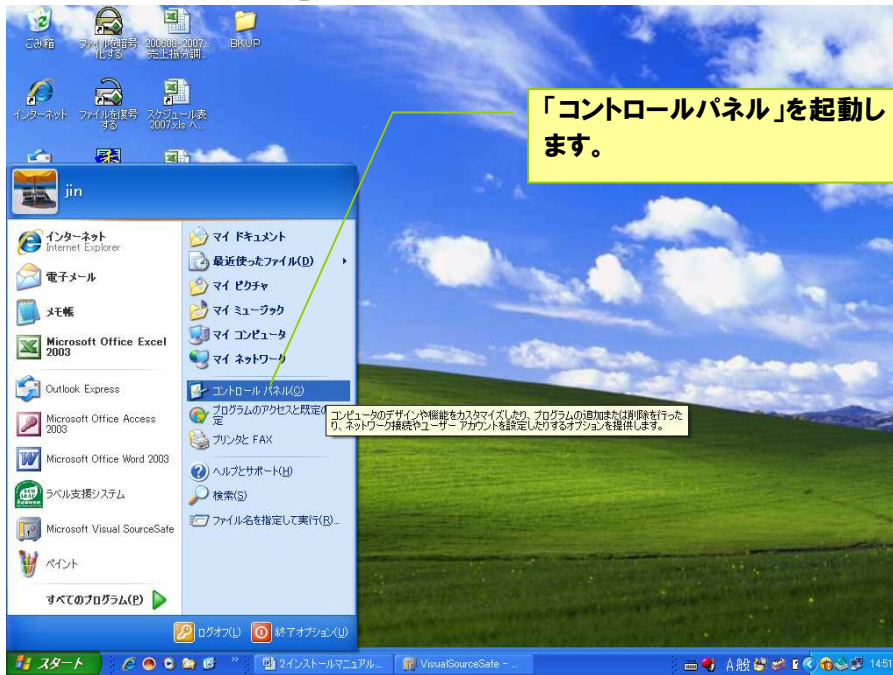 ごみ箱
ファイルを暗号
化する
200608-2007...
売上振分調...
BKUP
インターネット
ファイルを復号
する
スケジュール表
2007.xls へ...
「コントロールパネル」を起動し
ます。
jin
インターネット
Internet Explorer
電子メール
メモ帳
Microsoft Office Excel
2003
Outlook Express
Microsoft Office Access
2003
Microsoft Office Word 2003
ラベル支援システム
Microsoft Visual SourceSafe
ペイント
すべてのプログラム(P)
マイ ドキュメント
最近使ったファイル(D)
マイ ピクチャ
マイ ミュージック
マイ コンピュータ
マイ ネットワーク
コントロール パネル(C)
プログラムのアクセスと既定の
定
プリンタと FAX
ヘルプとサポート(H)
検索(S)
ファイル名を指定して実行(R)...
コンピュータのデザインや機能をカスタマイズしたり、プログラムの追加または削除を行った
り、ネットワーク接続やユーザー アカウントを設定したりするオプションを提供します。
ログオフ(L)
終了オプション(U)
スタート
2インストールマニュアル...
VisualSourceSafe - ...
A 般
14:51